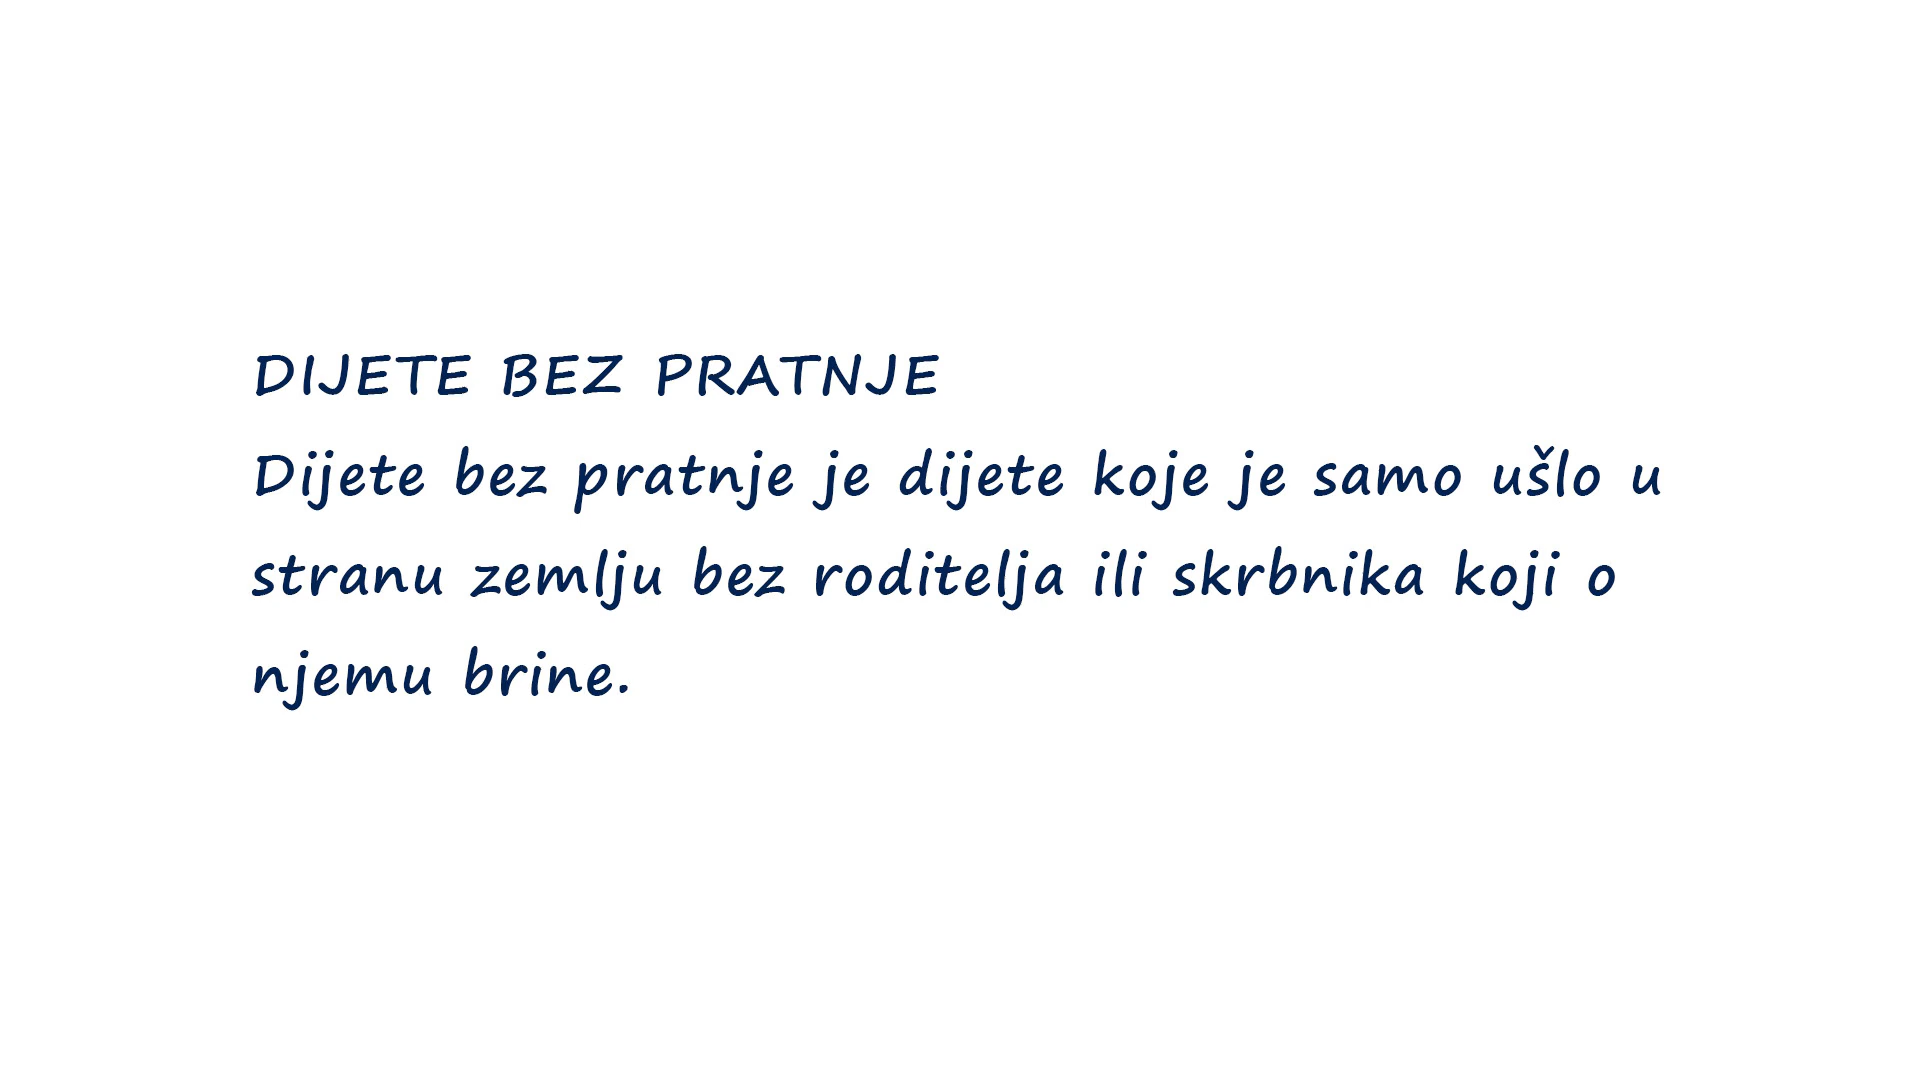 DIJETE BEZ PRATNJE
Dijete bez pratnje je dijete koje je samo ušlo u
stranu zemlju bez roditelja ili skrbnika koji o
njemu brine.